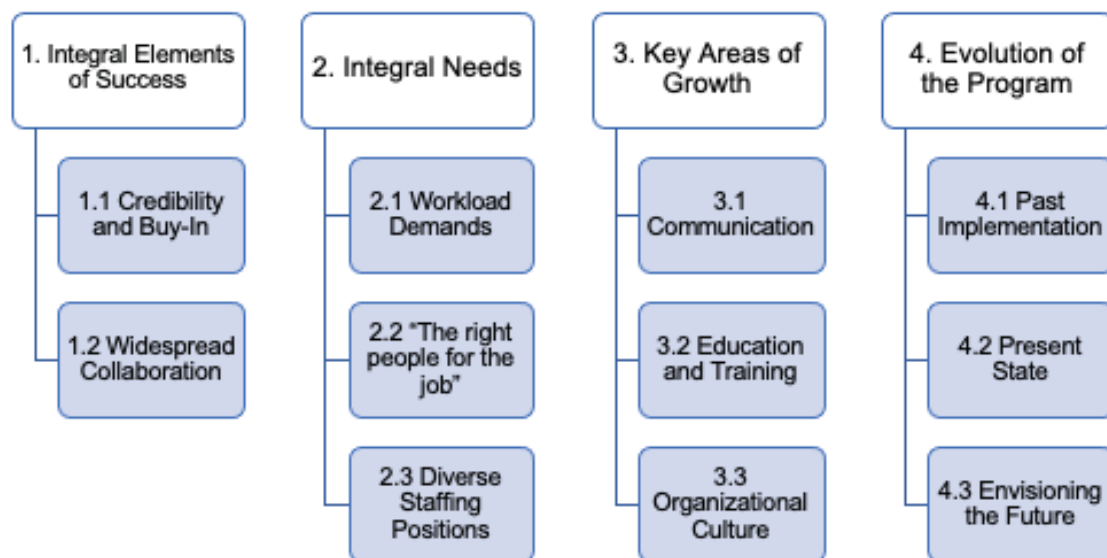 1. Integral Elements
of Success
1.1 Credibility
and Buy-In
1.2 Widespread
Collaboration
2. Integral Needs
2.1 Workload
Demands
2.2 "The right
people for the
job"
2.3 Diverse
Staffing
Positions
3. Key Areas of
Growth
3.1
Communication
3.2 Education
and Training
3.3
Organizational
Culture
4. Evolution of
the Program
4.1 Past
Implementation
4.2 Present
State
4.3 Envisioning
the Future